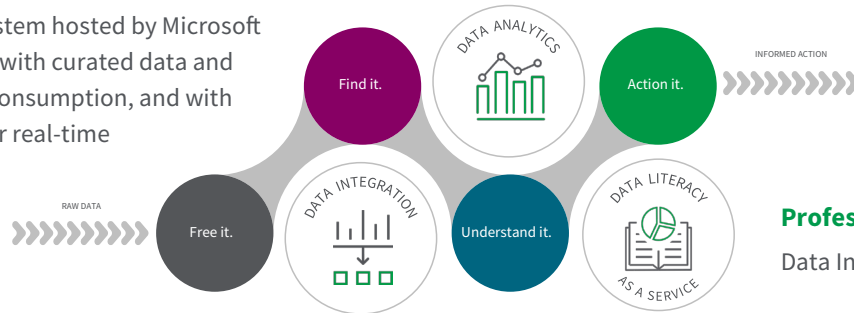 stem hosted by Microsoft
with curated data and
onsumption, and with
r real-time
RAW DATA
Free it.
Find it.
DATA INTEGRATION
DATA ANALYTICS
Understand it.
Action it.
DATA LITERACY
AS A SERVICE
INFORMED ACTION
Profes
Data In